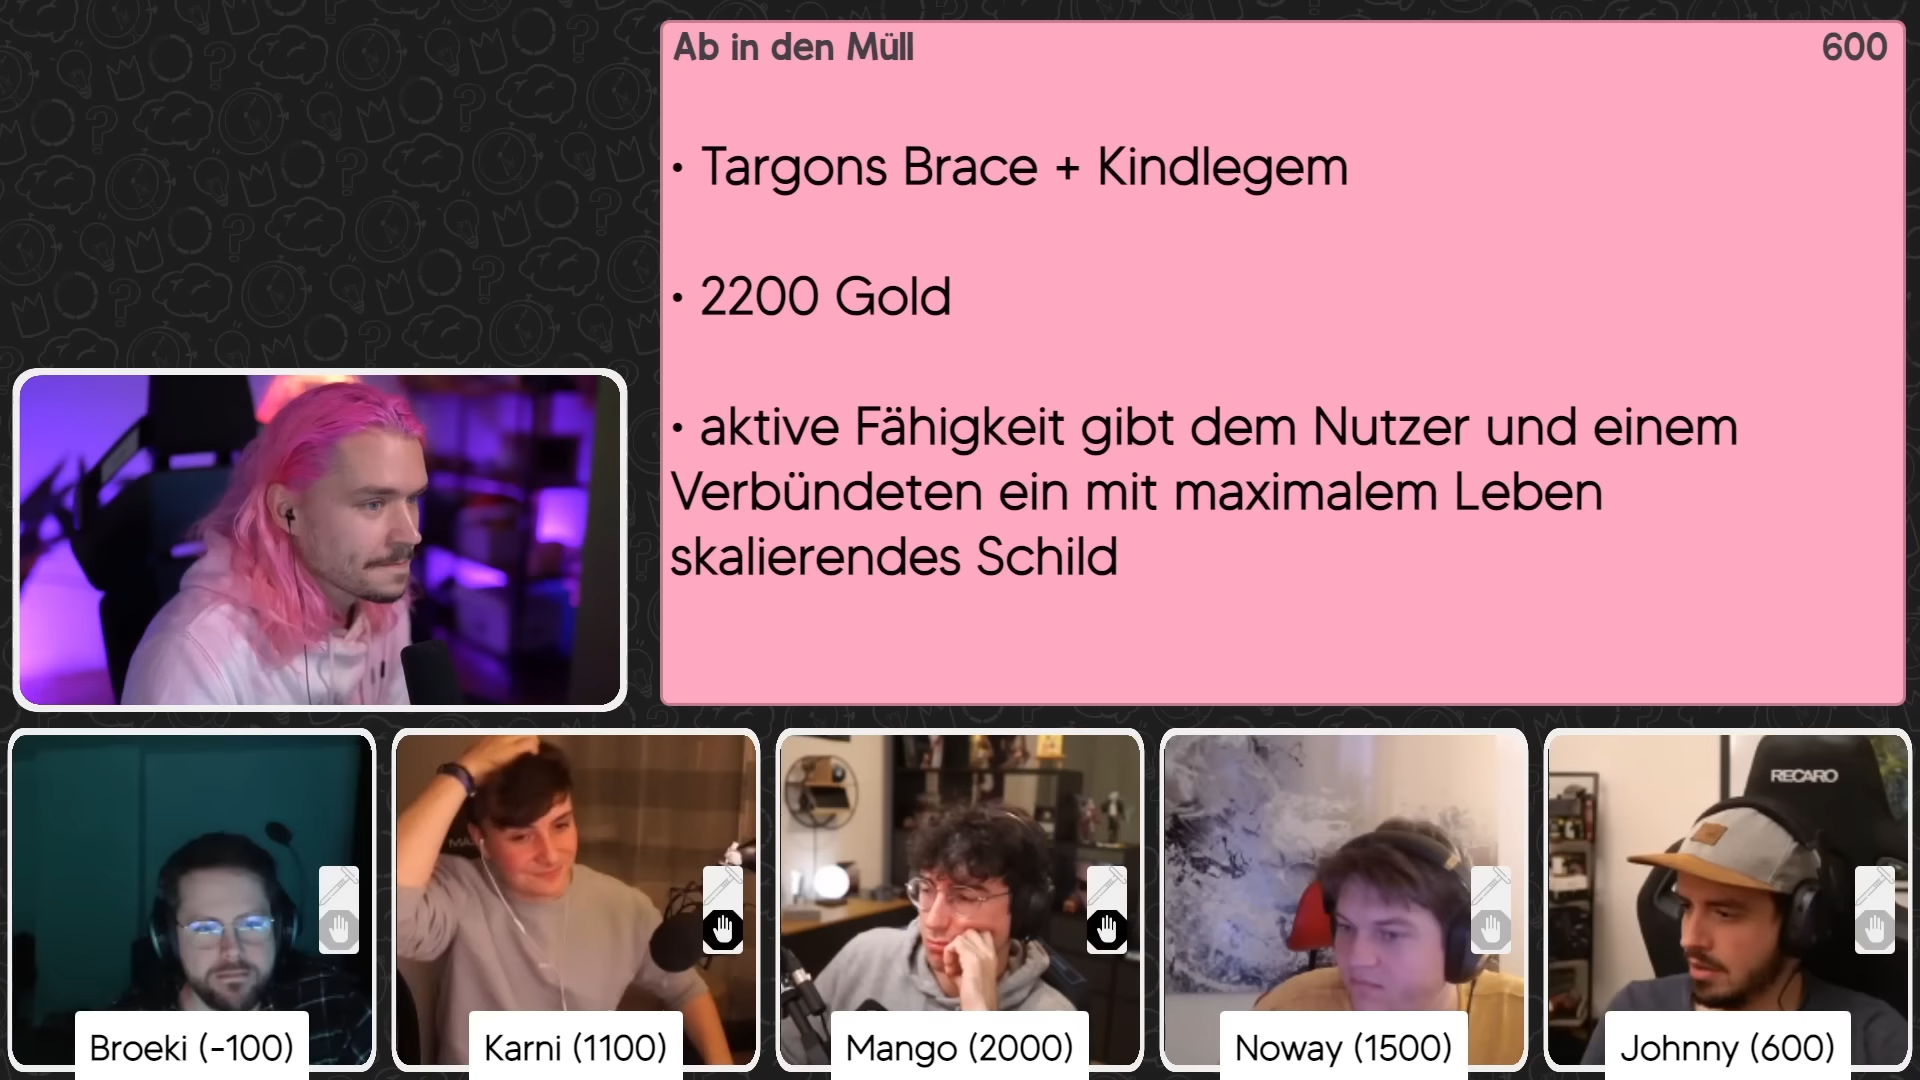 Ab in den Müll
600
• Targons Brace + Kindlegem
• 2200 Gold
• aktive Fähigkeit gibt dem Nutzer und einem
Verbündeten ein mit maximalem Leben
skalierendes Schild
RECARO
Broeki (-100)
Karni (1100)
Mango (2000)
Noway (1500)
Johnny (600)